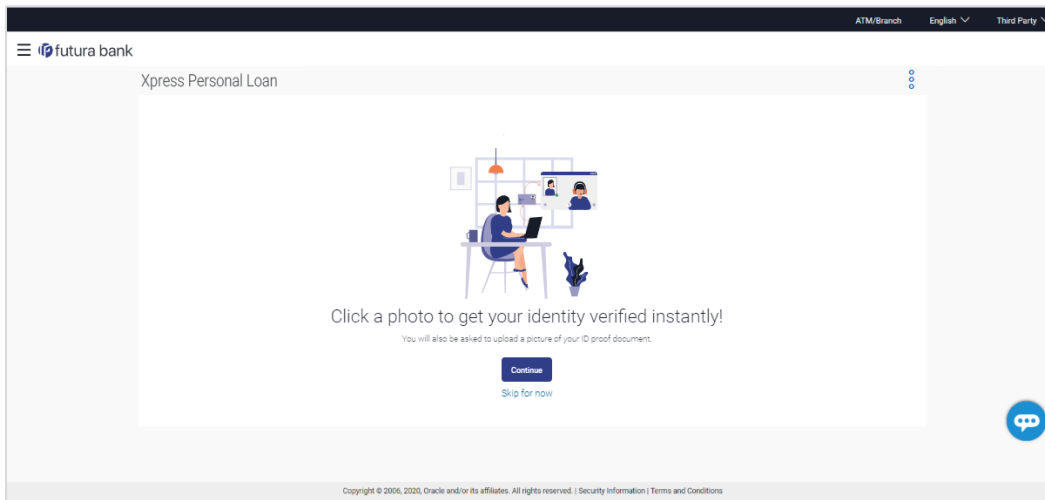 ATM/Branch English Third Party
futura bank
Xpress Personal Loan
Click a photo to get your identity verified instantly!
You will also be asked to upload a picture of your ID proof document.
Continue
Skip for now
Copyright © 2006, 2020, Oracle and/or its affiliates. All rights reserved. | Security Information | Terms and Conditions